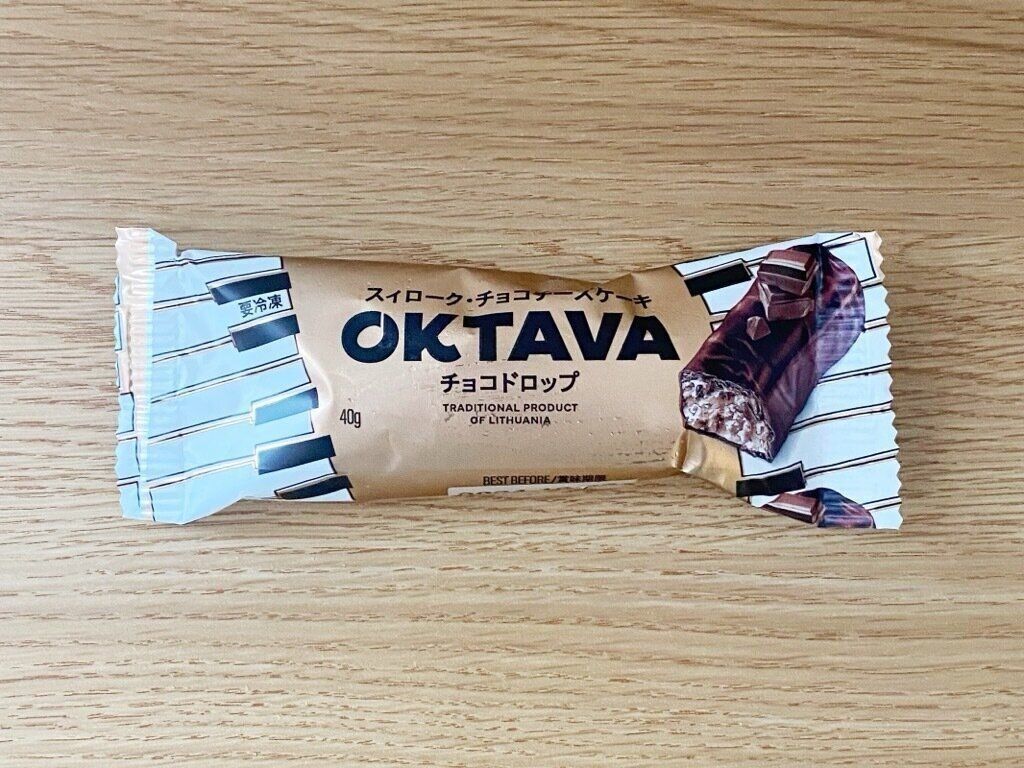 要冷凍
スィローク・チョコチーズケーキ
OKTAVA
チョコドロップ
40g
TRADITIONAL PRODUCT
OF LITHUANIA
BEST BEFORE/賞味期限